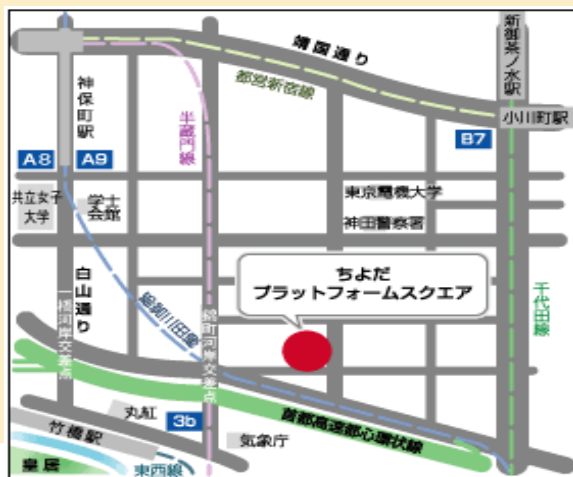 新御茶ノ水駅
靖国通り
都営新宿線
小川町駅
神保町駅
半蔵門線
B7
A8
A9
共立女子
大学
学士
会館
東京電機大学
神田警察署
白山通り
一橋河岸交差点
ちよだ
プラットフォームスクエア
千代田線
錦町河岸交差点
丸紅
3b
首都高速都心環状線
竹橋駅
気象庁
皇居
東西線